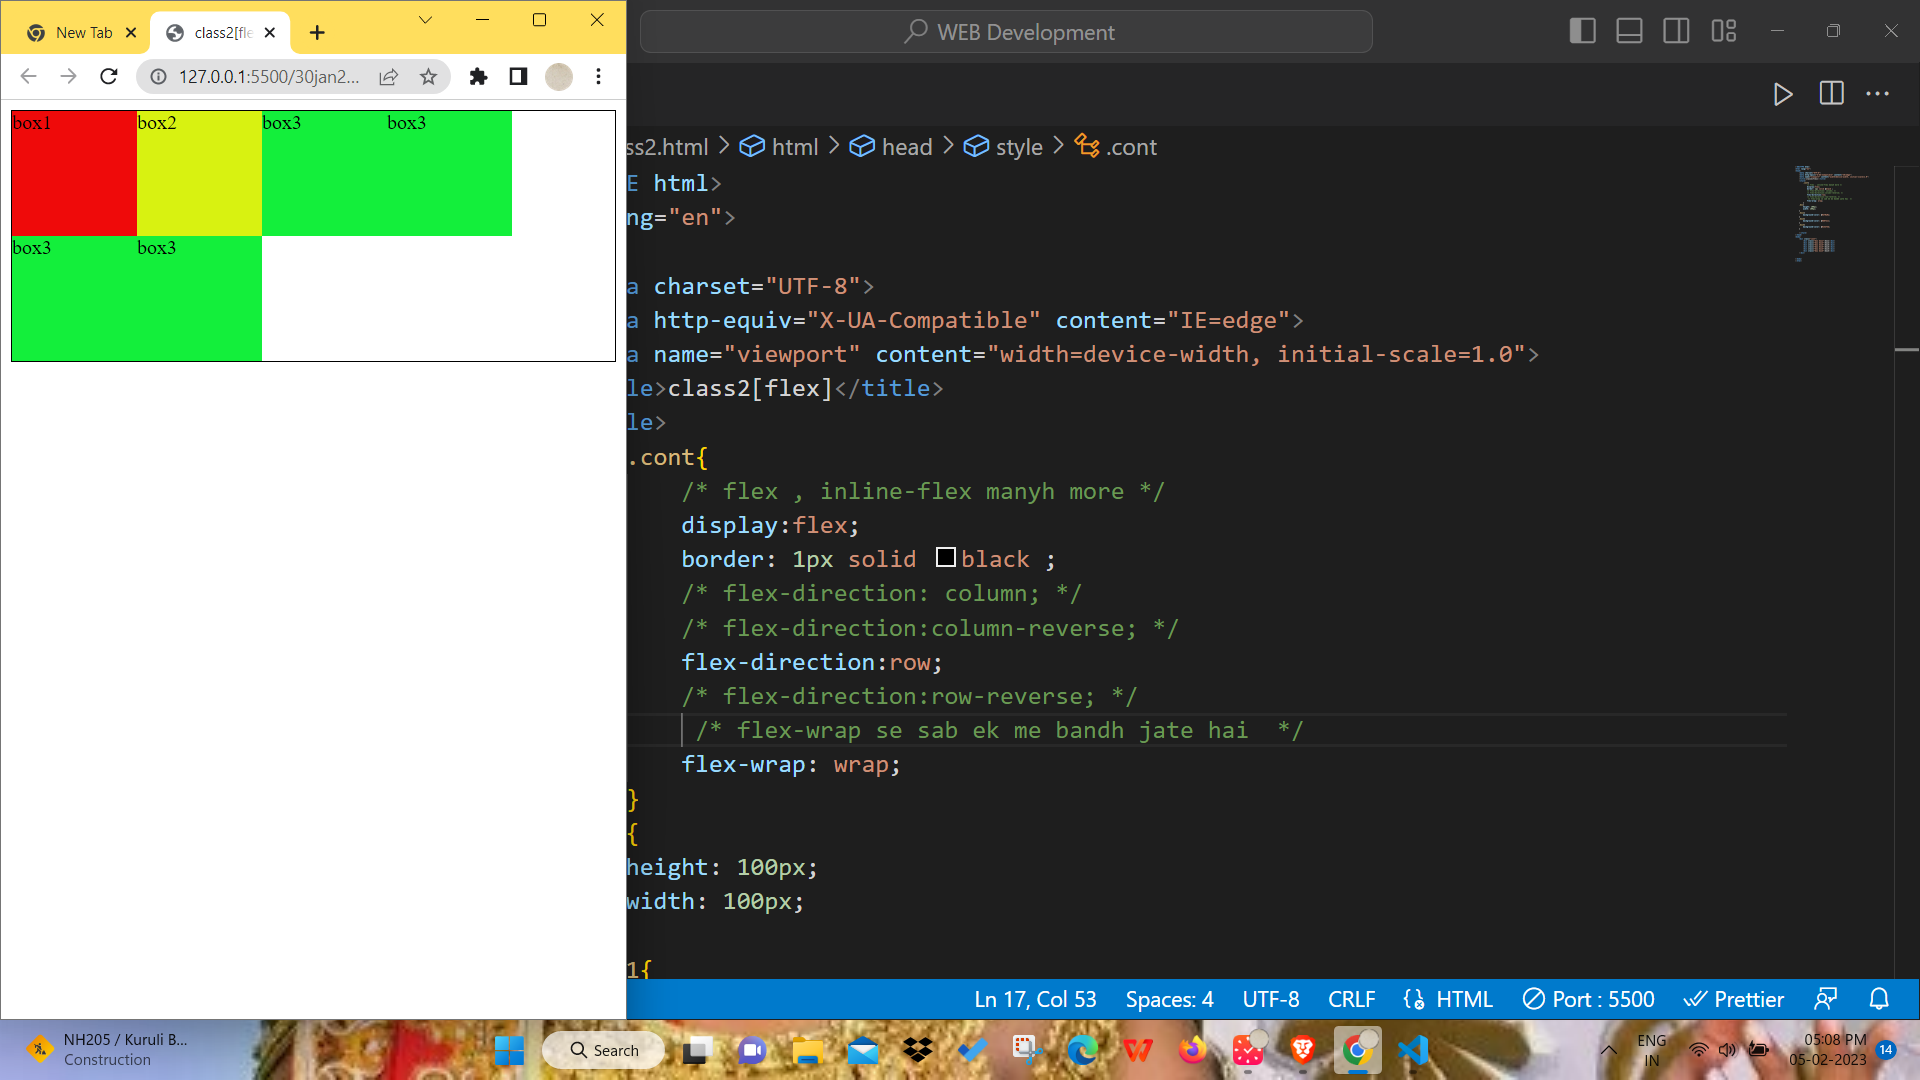 New Tab
class2[fle
127.0.0.1:5500/30jan2...
box1 box2 box3 box3
box3 box3
WEB Development
ss2.html > html > head > style > .cont
E html>
ng="en">
a charset="UTF-8">
a http-equiv="X-UA-Compatible" content="IE=edge">
a name="viewport" content="width=device-width, initial-scale=1.0">
le>class2[flex]</title>
le>
.cont{
/* flex , inline-flex manyh more */
display:flex;
border: 1px solid black ;
/* flex-direction: column; */
/* flex-direction:column-reverse; */
flex-direction:row;
/* flex-direction:row-reverse; */
/* flex-wrap se sab ek me bandh jate hai  */
flex-wrap: wrap;
}
{
height: 100px;
width: 100px;
1{
Ln 17, Col 53 Spaces: 4 UTF-8 CRLF HTML Port : 5500 Prettier
NH205 / Kuruli B...
Construction
Search
ENG
IN
05:08 PM
05-02-2023
14